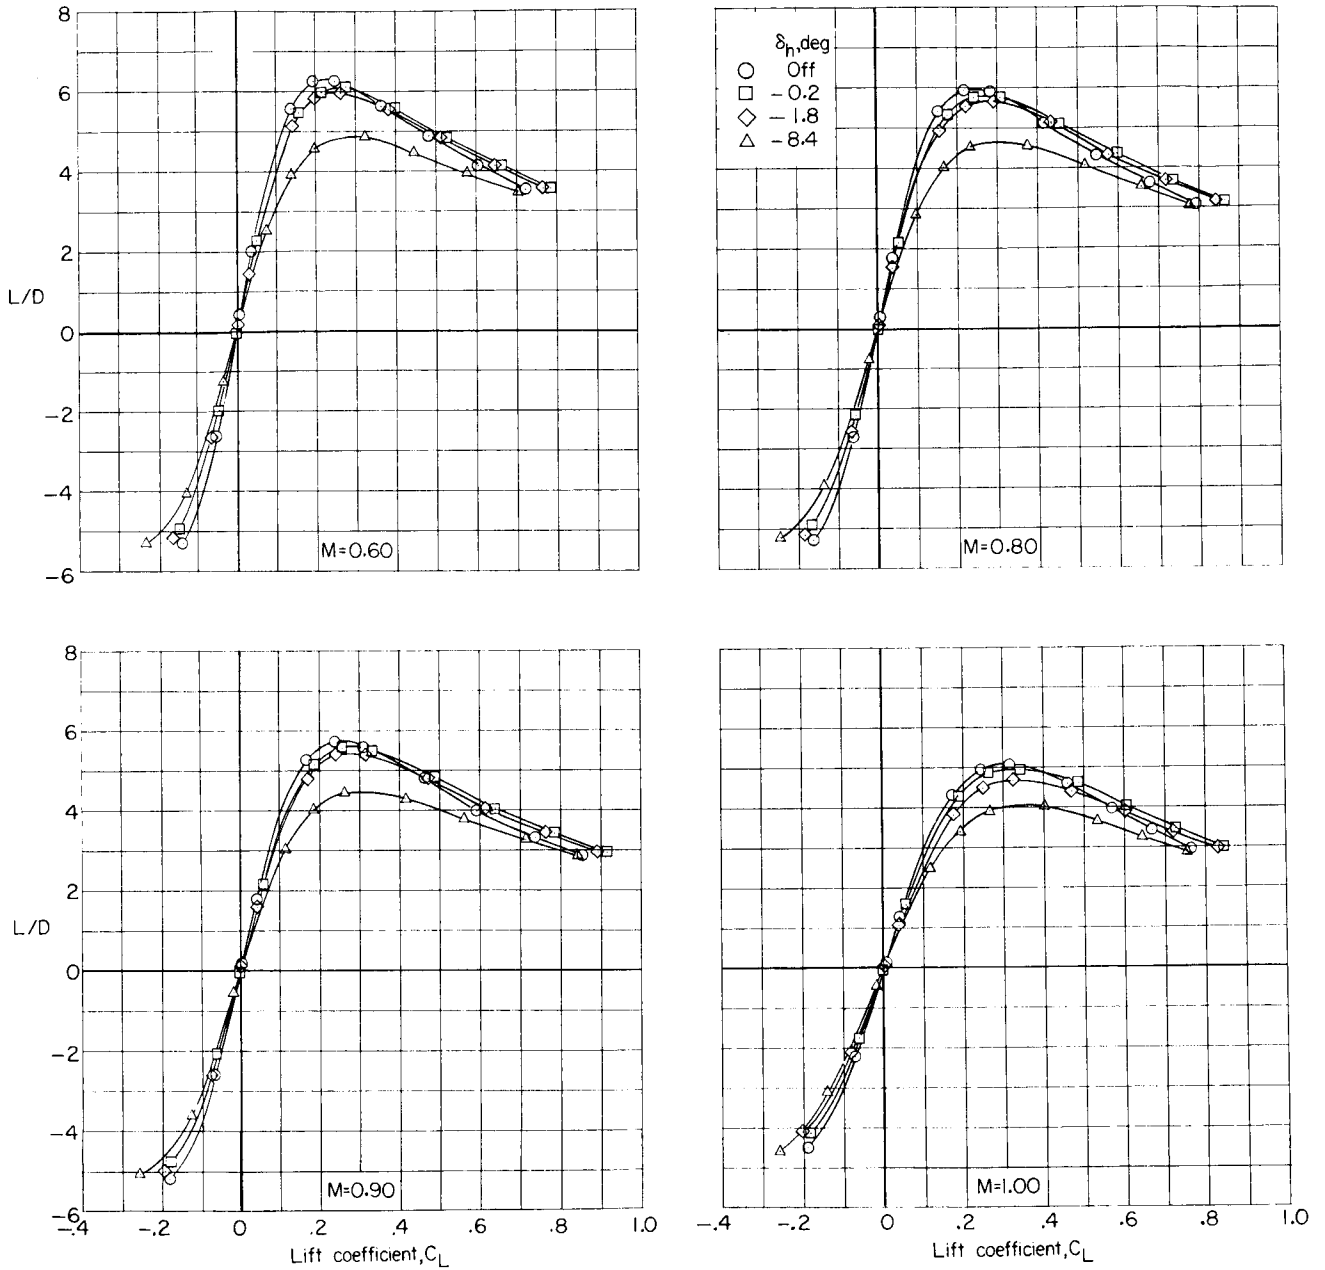 8
6
4
2
L/D
0
−2
−4
−6
M=0.60
δh,deg
Off
−0.2
−1.8
−8.4
M=0.80
8
6
4
2
L/D
0
−2
−4
−6
M=0.90
−.4 −.2 0 .2 .4 .6 .8 1.0
Lift coefficient,CL
M=1.00
−.4 −.2 0 .2 .4 .6 .8 1.0
Lift coefficient,CL